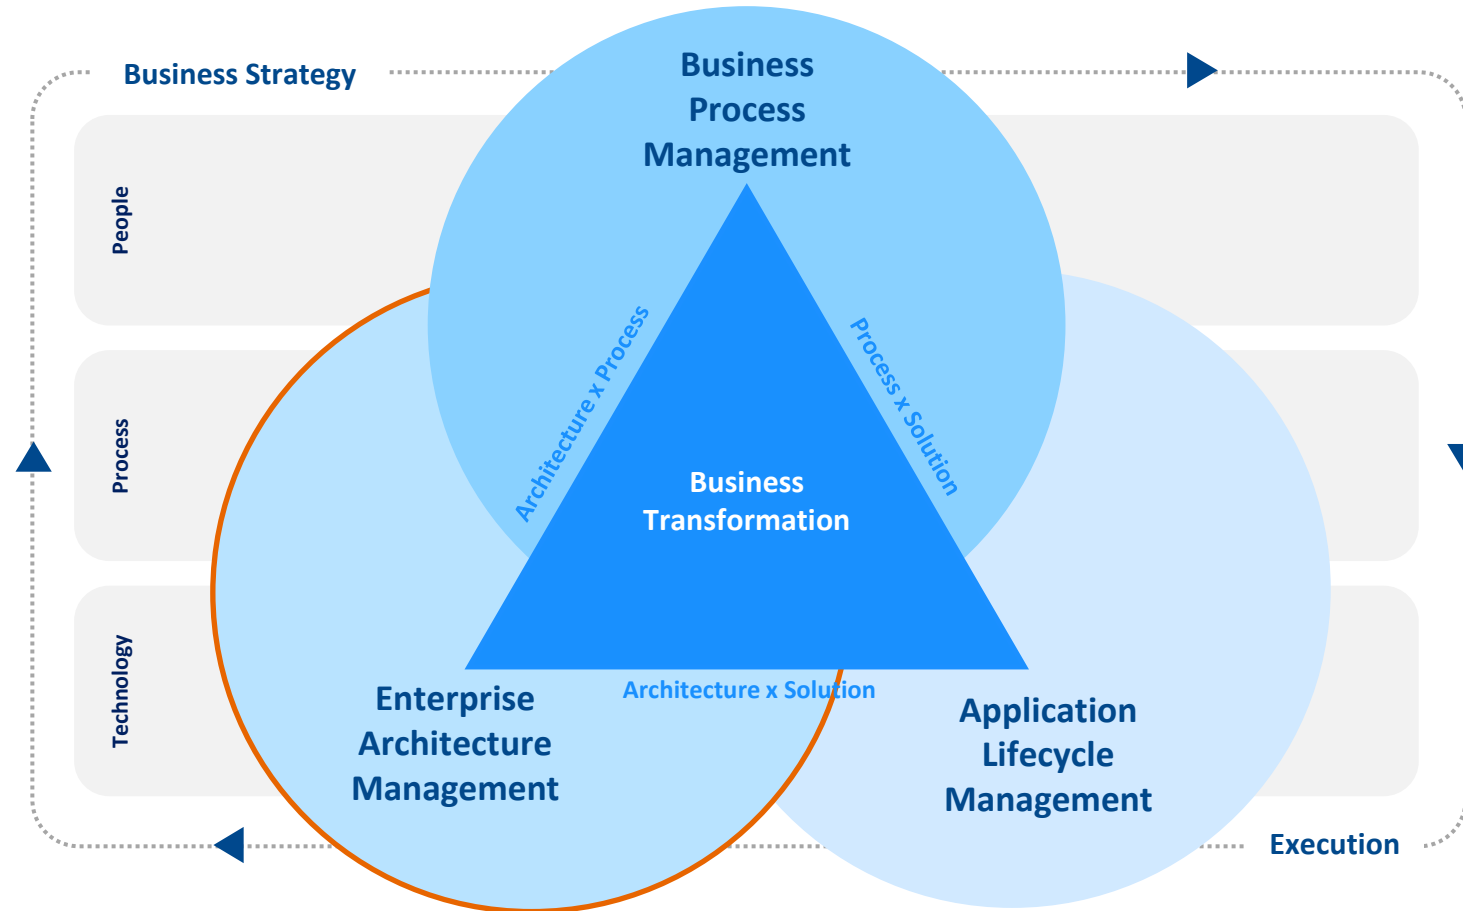 Business Strategy
Business
Process
Management
People
Architecture x Process
Process x Solution
Process
Business
Transformation
Technology
Architecture x Solution
Enterprise
Architecture
Management
Application
Lifecycle
Management
Execution